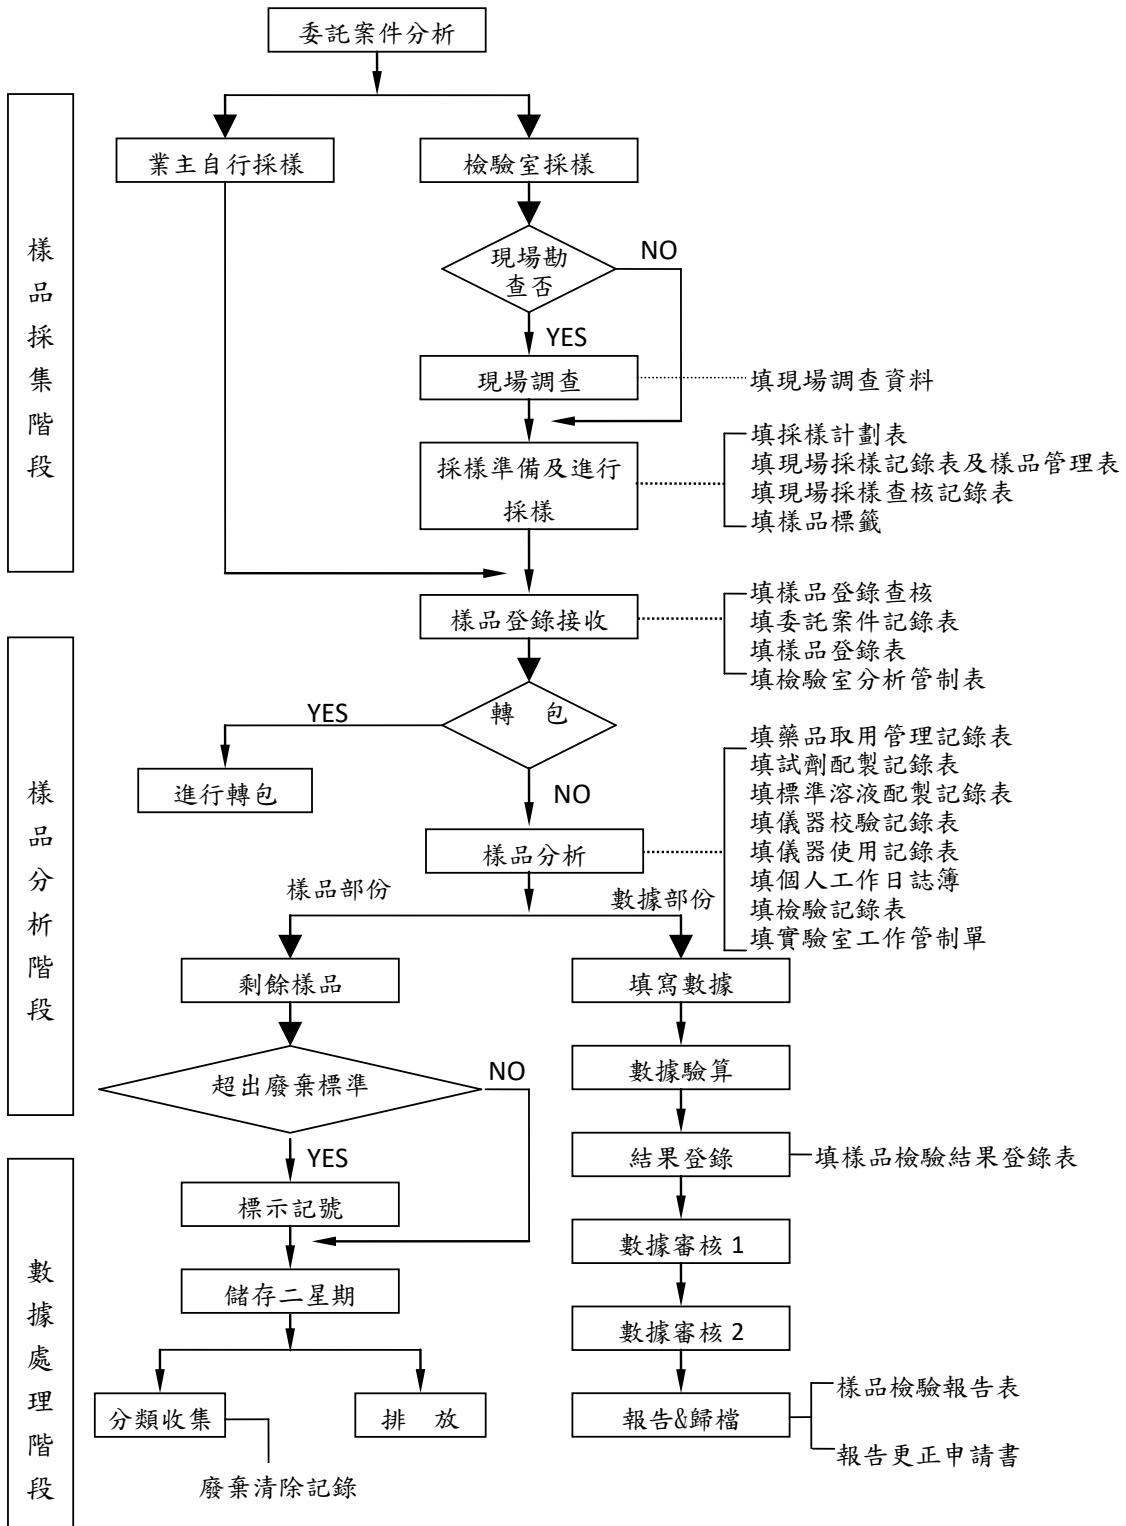 委託案件分析
業主自行採樣
檢驗室採樣
樣品採集階段
現場勘
查否
NO
YES
現場調查
填現場調查資料
採樣準備及進行
採樣
填採樣計劃表
填現場採樣記錄表及樣品管理表
填現場採樣查核記錄表
填樣品標籤
樣品登錄接收
填樣品登錄查核
填委託案件記錄表
填樣品登錄表
填檢驗室分析管制表
樣品分析階段
轉 包
YES
進行轉包
NO
樣品分析
填藥品取用管理記錄表
填試劑配製記錄表
填標準溶液配製記錄表
填儀器校驗記錄表
填儀器使用記錄表
填個人工作日誌簿
填檢驗記錄表
填實驗室工作管制單
樣品部份
數據部份
剩餘樣品
填寫數據
超出廢棄標準
NO
YES
數據驗算
結果登錄
填樣品檢驗結果登錄表
標示記號
數據審核 1
數據處理階段
儲存二星期
數據審核 2
分類收集
排 放
報告&歸檔
樣品檢驗報告表
報告更正申請書
廢棄清除記錄